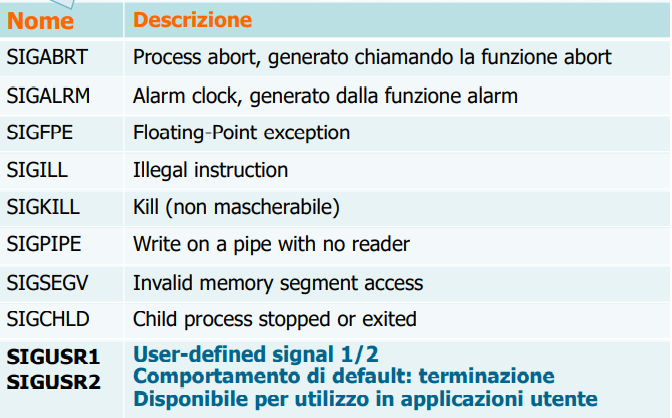 Nome Descrizione
SIGABRT Process abort, generato chiamando la funzione abort
SIGALRM Alarm clock, generato dalla funzione alarm
SIGFPE Floating-Point exception
SIGILL Illegal instruction
SIGKILL Kill (non mascherabile)
SIGPIPE Write on a pipe with no reader
SIGSEGV Invalid memory segment access
SIGCHLD Child process stopped or exited
SIGUSR1 User-defined signal 1/2
SIGUSR2 Comportamento di default: terminazione
Disponibile per utilizzo in applicazioni utente